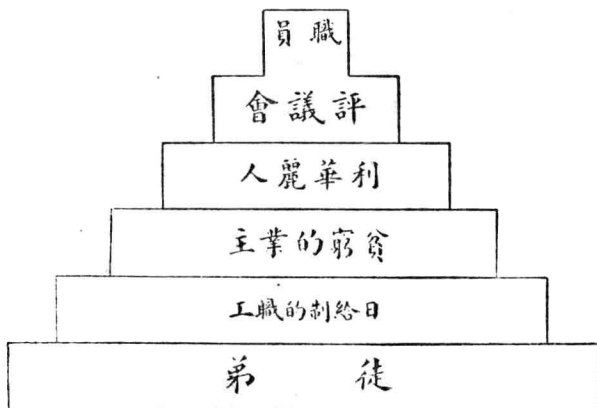 職員
評議會
利華麗人
貧窮的業主
日給制的職工
徒弟